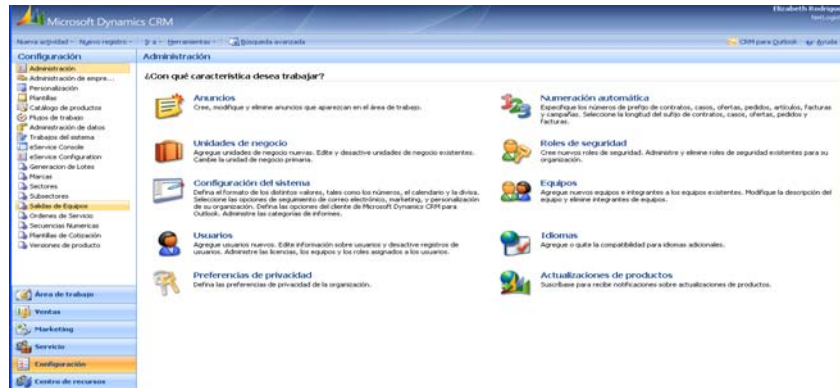 Microsoft Dynamics CRM
Elizabeth Rodrigue
Nueva actividad
Nuevo registro
Ir a
Herramientas
Búsqueda avanzada
CRM para Outlook
Ayuda
Configuración
Administración
Administración de empre...
Personalización
Plantillas
Catálogo de productos
Flujos de trabajo
Administración de datos
Trabajos del sistema
eService Console
eService Configuration
Generacion de Lotes
Marcas
Sectores
Subsectores
Salidas de Equipos
Ordenes de Servicio
Secuencias Numericas
Plantillas de Cotización
Versiones de producto
Área de trabajo
Ventas
Marketing
Servicio
Configuración
Centro de recursos
Administración
¿Con qué característica desea trabajar?
Anuncios
Cree, modifique y elimine anuncios que aparezcan en el área de trabajo.
Numeración automática
Especifique los números de prefijo de contratos, casos, ofertas, pedidos, artículos, facturas
y campañas. Seleccione la longitud del sufijo de contratos, casos, ofertas, pedidos y
facturas.
Unidades de negocio
Agregue unidades de negocio nuevas. Edite y desactive unidades de negocio existentes.
Cambie la unidad de negocio primaria.
Roles de seguridad
Cree nuevos roles de seguridad. Administre y elimine roles de seguridad existentes para su
organización.
Configuración del sistema
Defina el formato de los distintos valores, tales como los números, el calendario y la divisa.
Seleccione las opciones de seguimiento de correo electrónico, marketing, y personalización
de su organización. Defina las opciones del cliente de Microsoft Dynamics CRM para
Outlook. Administre las categorías de informes.
Equipos
Agregue nuevos equipos e integrantes a los equipos existentes. Modifique la descripción del
equipo y elimine integrantes de equipos.
Usuarios
Agregue usuarios nuevos. Edite información sobre usuarios y desactive registros de
usuarios. Administre las licencias, los equipos y los roles asignados a los usuarios.
Idiomas
Agregue o quite la compatibilidad para idiomas adicionales.
Preferencias de privacidad
Defina las preferencias de privacidad de la organización.
Actualizaciones de productos
Suscríbase para recibir notificaciones sobre actualizaciones de productos.